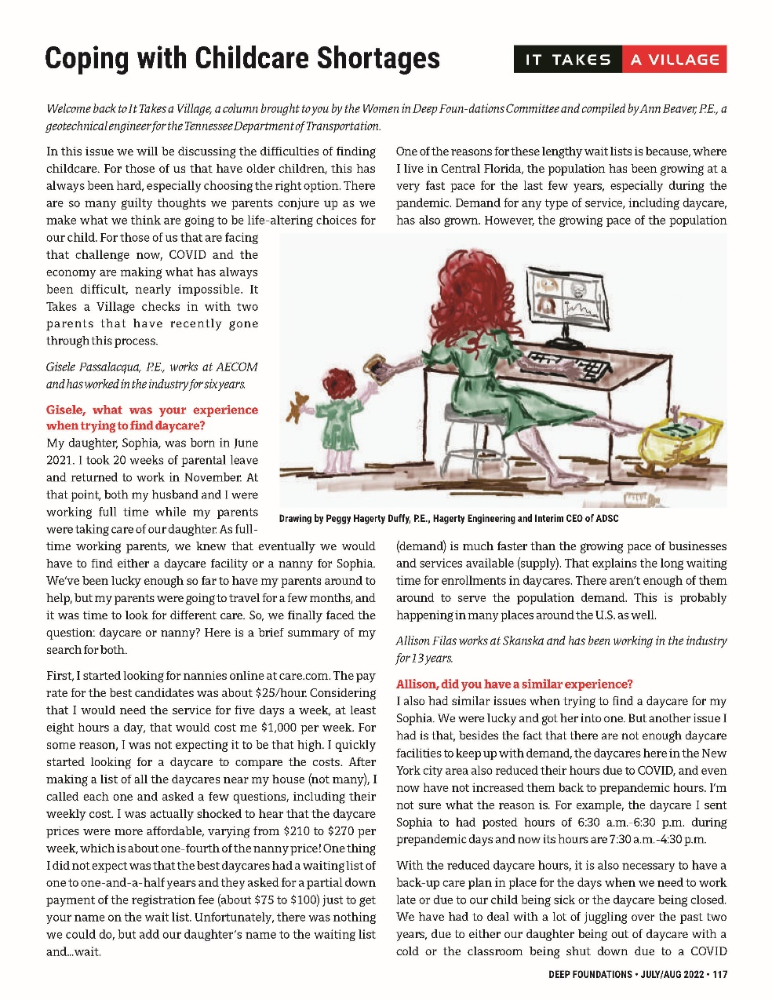 Coping with Childcare Shortages
IT TAKES A VILLAGE
Welcome back to It Takes a Village, a column brought to you by the Women in Deep Foun-dations Committee and compiled by Ann Beaver, P.E., a
geotechnical engineer for the Tennessee Department of Transportation.
In this issue we will be discussing the difficulties of finding
childcare. For those of us that have older children, this has
always been hard, especially choosing the right option. There
are so many guilty thoughts we parents conjure up as we
make what we think are going to be life-altering choices for
our child. For those of us that are facing
that challenge now, COVID and the
economy are making what has always
been difficult, nearly impossible. It
Takes a Village checks in with two
parents that have recently gone
through this process.
Gisele Passalacqua, P.E., works at AECOM
and has worked in the industry for six years.
Gisele, what was your experience
when trying to find daycare?
My daughter, Sophia, was born in June
2021. I took 20 weeks of parental leave
and returned to work in November. At
that point, both my husband and I were
working full time while my parents
were taking care of our daughter. As full-
time working parents, we knew that eventually we would
have to find either a daycare facility or a nanny for Sophia.
We've been lucky enough so far to have my parents around to
help, but my parents were going to travel for a few months, and
it was time to look for different care. So, we finally faced the
question: daycare or nanny? Here is a brief summary of my
search for both.
First, I started looking for nannies online at care.com. The pay
rate for the best candidates was about $25/hour. Considering
that I would need the service for five days a week, at least
eight hours a day, that would cost me $1,000 per week. For
some reason, I was not expecting it to be that high. I quickly
started looking for a daycare to compare the costs. After
making a list of all the daycares near my house (not many), I
called each one and asked a few questions, including their
weekly cost. I was actually shocked to hear that the daycare
prices were more affordable, varying from $210 to $270 per
week, which is about one-fourth of the nanny price! One thing
I did not expect was that the best daycares had a waiting list of
one to one-and-a-half years and they asked for a partial down
payment of the registration fee (about $75 to $100) just to get
your name on the wait list. Unfortunately, there was nothing
we could do, but add our daughter's name to the waiting list
and...wait.
One of the reasons for these lengthy wait lists is because, where
I live in Central Florida, the population has been growing at a
very fast pace for the last few years, especially during the
pandemic. Demand for any type of service, including daycare,
has also grown. However, the growing pace of the population
Drawing by Peggy Hagerty Duffy, P.E., Hagerty Engineering and Interim CEO of ADSC
(demand) is much faster than the growing pace of businesses
and services available (supply). That explains the long waiting
time for enrollments in daycares. There aren't enough of them
around to serve the population demand. This is probably
happening in many places around the U.S. as well.
Allison Filas works at Skanska and has been working in the industry
for 13 years.
Allison, did you have a similar experience?
I also had similar issues when trying to find a daycare for my
Sophia. We were lucky and got her into one. But another issue I
had is that, besides the fact that there are not enough daycare
facilities to keep up with demand, the daycares here in the New
York city area also reduced their hours due to COVID, and even
now have not increased them back to prepandemic hours. I'm
not sure what the reason is. For example, the daycare I sent
Sophia to had posted hours of 6:30 a.m.-6:30 p.m. during
prepandemic days and now its hours are 7:30 a.m.-4:30 p.m.
With the reduced daycare hours, it is also necessary to have a
back-up care plan in place for the days when we need to work
late or due to our child being sick or the daycare being closed.
We have had to deal with a lot of juggling over the past two
years, due to either our daughter being out of daycare with a
cold or the classroom being shut down due to a COVID
DEEP FOUNDATIONS • JULY/AUG 2022 • 117